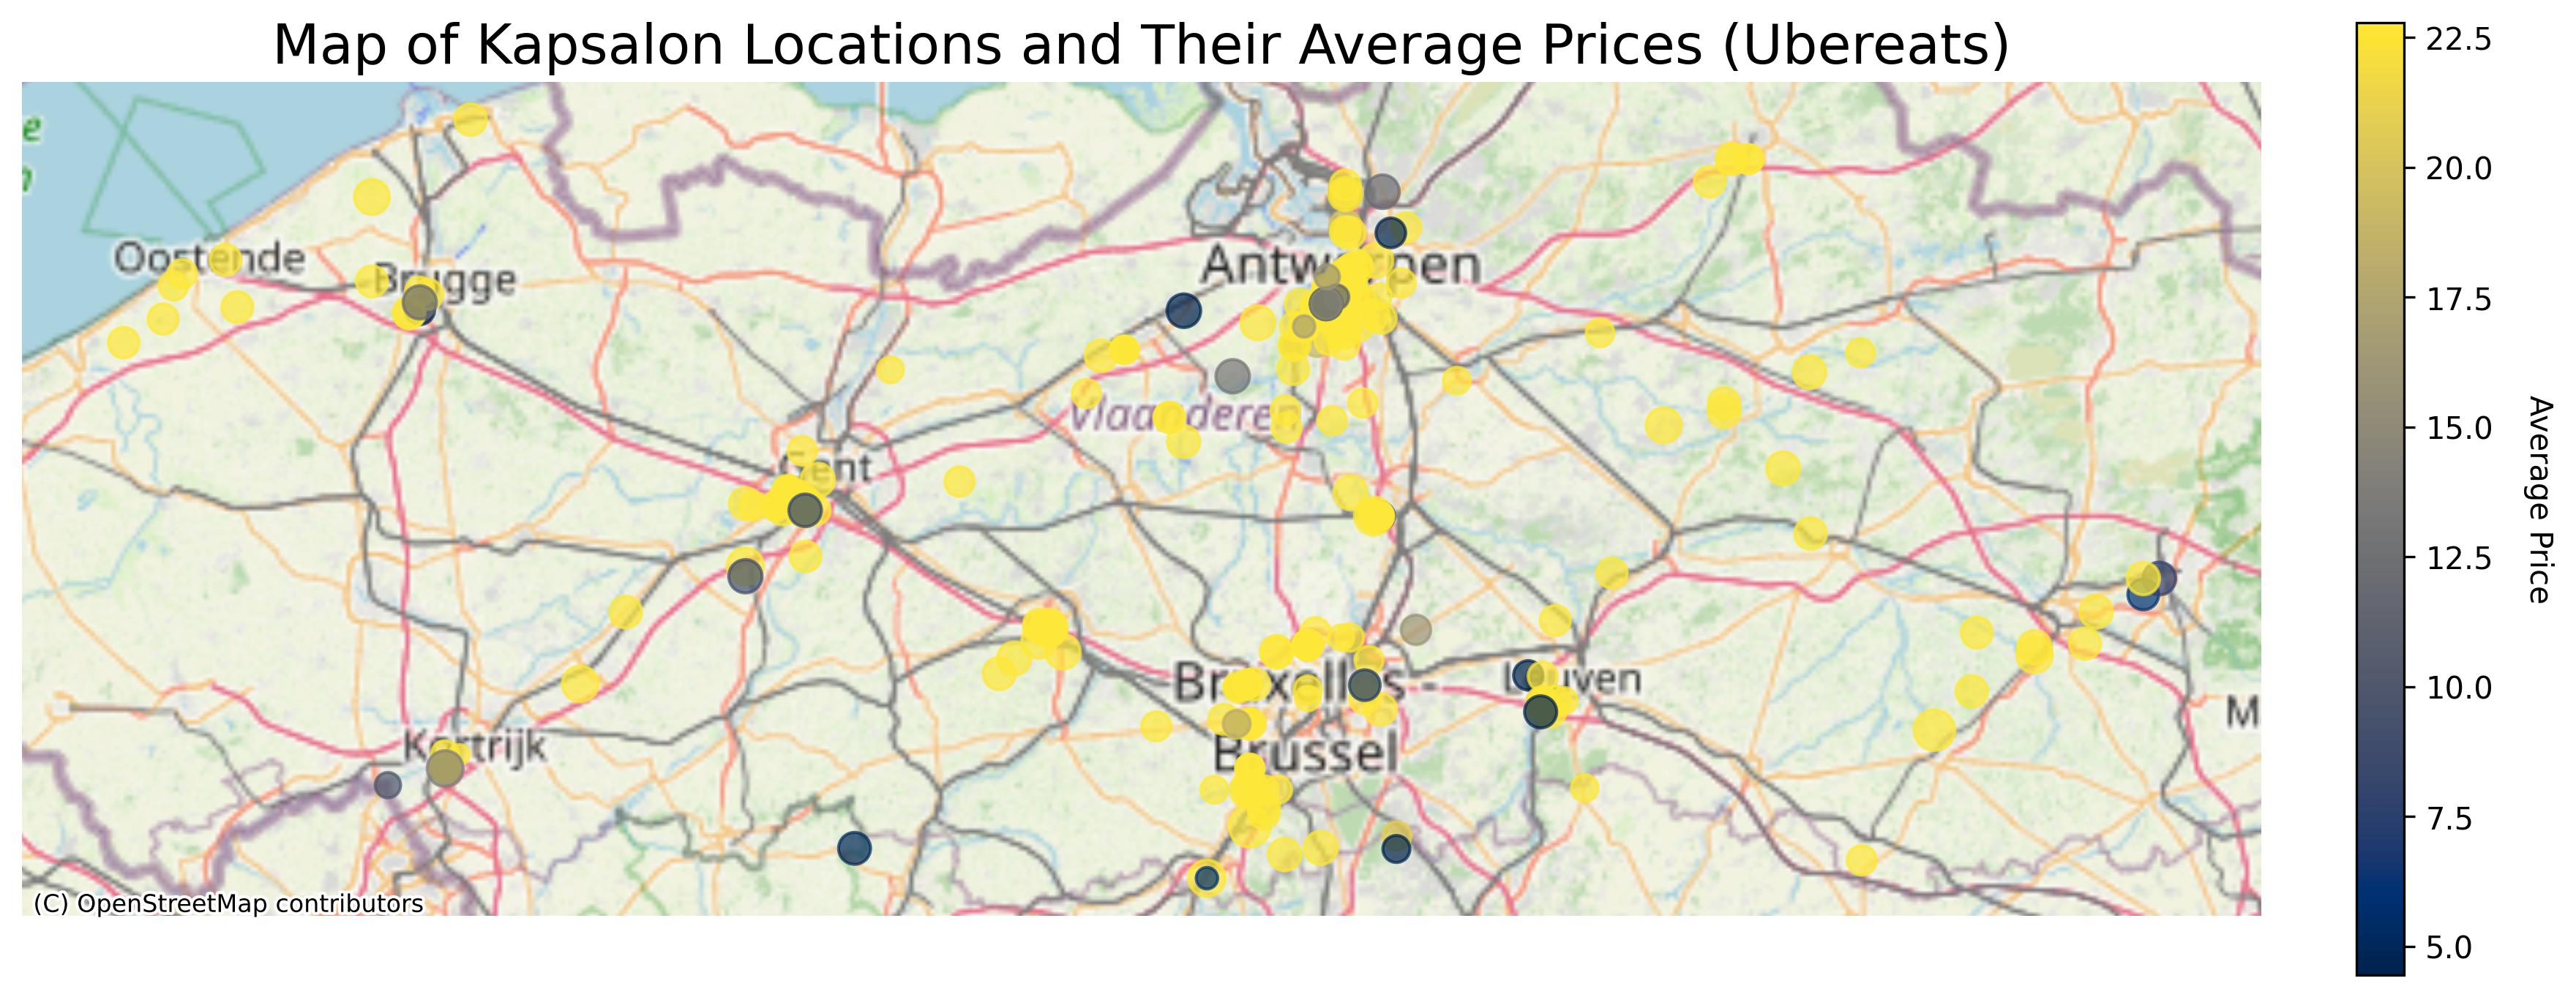 Map of Kapsalon Locations and Their Average Prices (Ubereats)
22.5
20.0
17.5
15.0
12.5
10.0
7.5
5.0
Average Price
Oostende
Brugge
Antwerpen
Vlaanderen
Gent
Bruxelles -
Brussel
Leuven
Kortrijk
M
(C) OpenStreetMap contributors